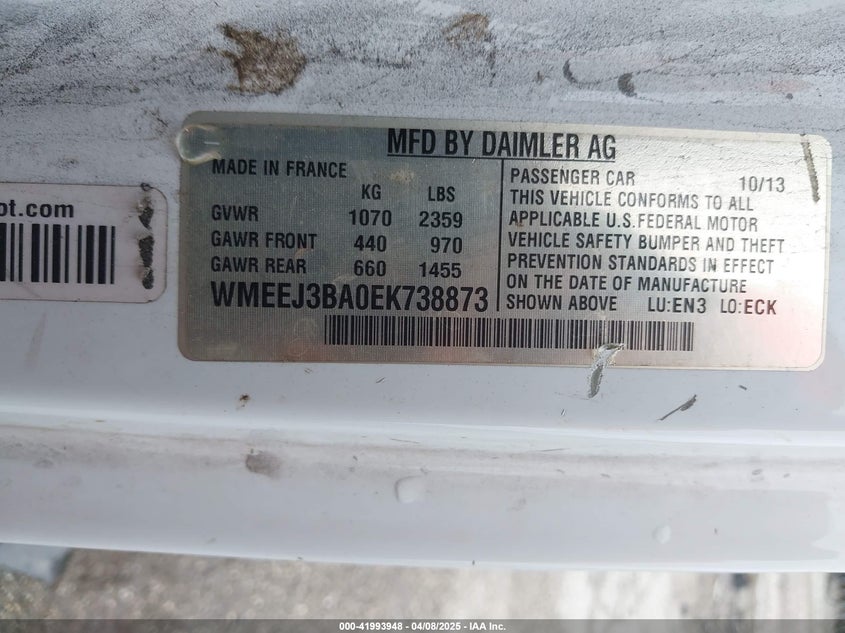 MFD BY DAIMLER AG
MADE IN FRANCE
KG LBS
GVWR 1070 2359
GAWR FRONT 440 970
GAWR REAR 660 1455
WMEEJ3BA0EK738873
PASSENGER CAR 10/13
THIS VEHICLE CONFORMS TO ALL
APPLICABLE U.S. FEDERAL MOTOR
VEHICLE SAFETY BUMPER AND THEFT
PREVENTION STANDARDS IN EFFECT
ON THE DATE OF MANUFACTURE
SHOWN ABOVE LU:EN3 LO:ECK
ot.com
000-41993948 - 04/08/2025 - IAA Inc.